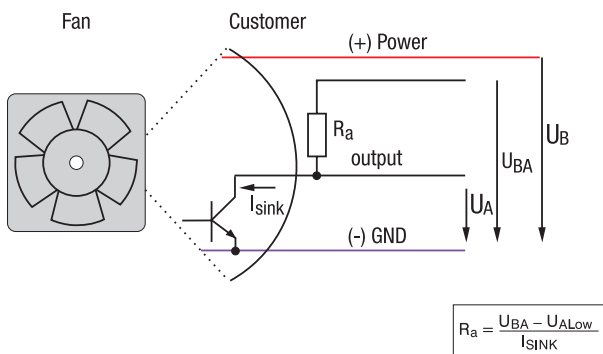 Fan
Customer
(+) Power
Ra
UB
UBA
output
Isink
UA
(-) GND
Ra = UBA – UALow / ISINK